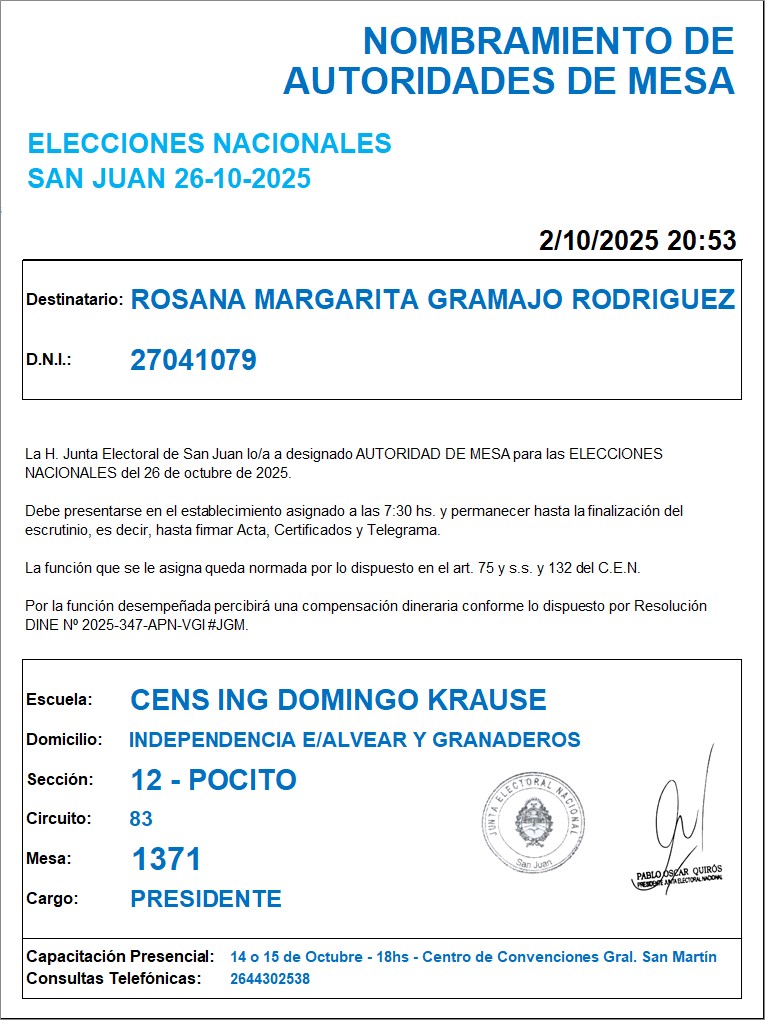 NOMBRAMIENTO DE
AUTORIDADES DE MESA
ELECCIONES NACIONALES
SAN JUAN 26-10-2025
2/10/2025 20:53
Destinatario: ROSANA MARGARITA GRAMAJO RODRIGUEZ
D.N.I.: 27041079
La H. Junta Electoral de San Juan lo/a a designado AUTORIDAD DE MESA para las ELECCIONES
NACIONALES del 26 de octubre de 2025.
Debe presentarse en el establecimiento asignado a las 7:30 hs. y permanecer hasta la finalización del
escrutinio, es decir, hasta firmar Acta, Certificados y Telegrama.
La función que se le asigna queda normada por lo dispuesto en el art. 75 y s.s. y 132 del C.E.N.
Por la función desempeñada percibirá una compensación dineraria conforme lo dispuesto por Resolución
DINE Nº 2025-347-APN-VGI#JGM.
Escuela: CENS ING DOMINGO KRAUSE
Domicilio: INDEPENDENCIA E/ALVEAR Y GRANADEROS
Sección: 12 - POCITO
Circuito: 83
Mesa: 1371
Cargo: PRESIDENTE
JUNTA ELECTORAL NACIONAL
San Juan
PABLO OSCAR QUIRÓS
PRESIDENTE JUNTA ELECTORAL NACIONAL
Capacitación Presencial: 14 o 15 de Octubre - 18hs - Centro de Convenciones Gral. San Martín
Consultas Telefónicas: 2644302538